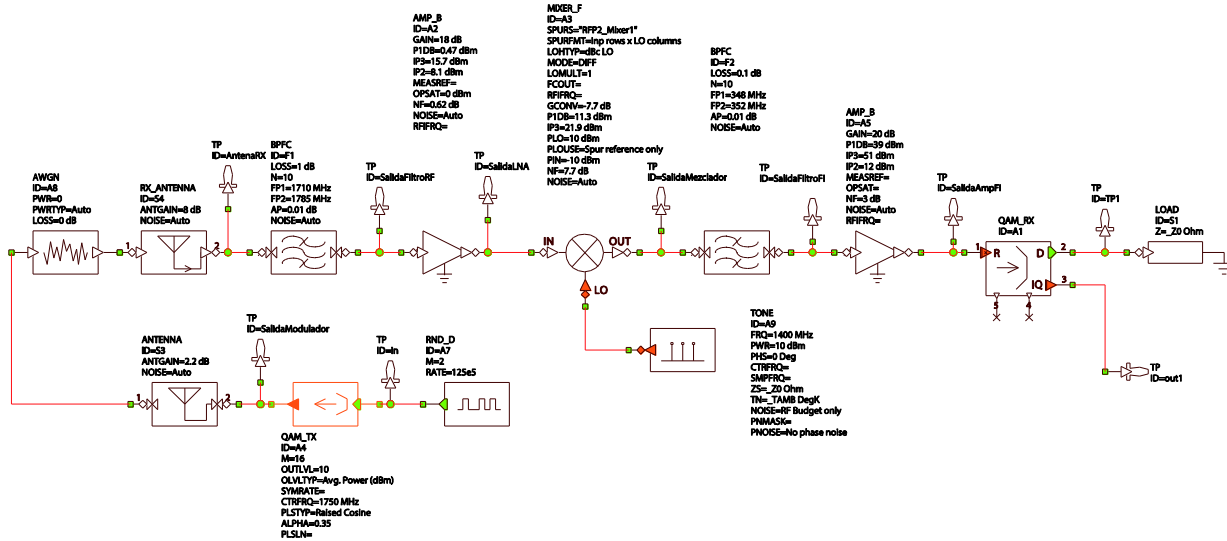 AMP_B
ID=A2
GAIN=18 dB
P1DB=0.47 dBm
IP3=15.7 dBm
IP2=8.1 dBm
MEASREF=
OPSAT=0 dBm
NF=0.62 dB
NOISE=Auto
RFIFRQ=
MIXER_F
ID=A3
SPURS="RFP2_Mixer1"
SPURFMT=inp rows x LO columns
LOHTYP=dBc LO
MODE=DIFF
LOMULT=1
FCOUT=
RFIFRQ=
GCONV=-7.7 dB
P1DB=11.3 dBm
IP3=21.9 dBm
PLO=10 dBm
PLOUSE=Spur reference only
PIN=-10 dBm
NF=7.7 dB
NOISE=Auto
BPFC
ID=F2
LOSS=0.1 dB
N=10
FP1=348 MHz
FP2=352 MHz
AP=0.01 dB
NOISE=Auto
AMP_B
ID=A5
GAIN=20 dB
P1DB=39 dBm
IP3=51 dBm
IP2=12 dBm
MEASREF=
OPSAT=
NF=3 dB
NOISE=Auto
RFIFRQ=
AWGN
ID=A8
PWR=0
PWRTYP=Auto
LOSS=0 dB
RX_ANTENNA
ID=S4
ANTGAIN=8 dB
NOISE=Auto
TP
ID=AntenaRX
BPFC
ID=F1
LOSS=1 dB
N=10
FP1=1710 MHz
FP2=1785 MHz
AP=0.01 dB
NOISE=Auto
TP
ID=SalidaFiltroRF
TP
ID=SalidaLNA
TP
ID=SalidaMezclador
TP
ID=SalidaFiltroFI
TP
ID=SalidaAmpFI
QAM_RX
ID=A1
TP
ID=TP1
LOAD
ID=S1
Z=_Z0 Ohm
1
2
IN
OUT
LO
1
R
D
2
IQ
3
5
4
TP
ID=out1
ANTENNA
ID=S3
ANTGAIN=2.2 dB
NOISE=Auto
1
2
TP
ID=SalidaModulador
TP
ID=In
RND_D
ID=A7
M=2
RATE=125e5
QAM_TX
ID=A4
M=16
OUTLVL=10
OLVLTYP=Avg. Power (dBm)
SYMRATE=
CTRFRQ=1750 MHz
PLSTYP=Raised Cosine
ALPHA=0.35
PLSLN=
TONE
ID=A9
FRQ=1400 MHz
PWR=10 dBm
PHS=0 Deg
CTRFRQ=
SMPFRQ=
ZS=_Z0 Ohm
TN=_TAMB DegK
NOISE=RF Budget only
PNMASK=
PNOISE=No phase noise